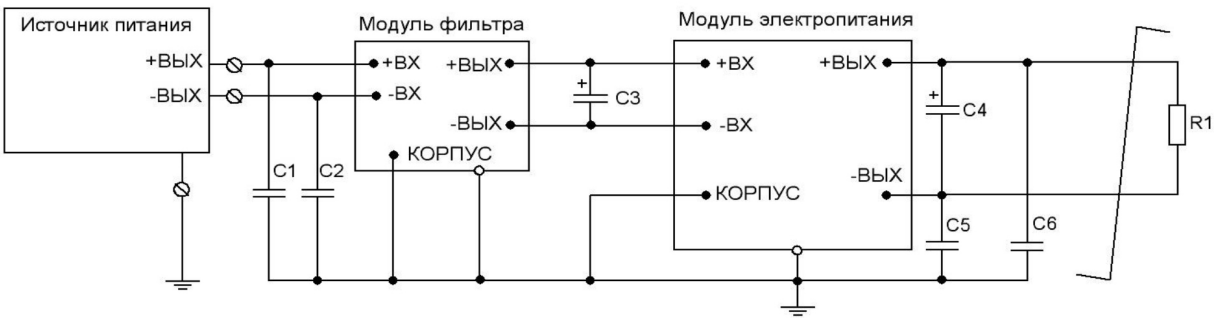 Источник питания
+ВЫХ
-ВЫХ
C1
C2
Модуль фильтра
+ВХ
-ВХ
+ВЫХ
-ВЫХ
КОРПУС
+
C3
Модуль электропитания
+ВХ
-ВХ
КОРПУС
+ВЫХ
-ВЫХ
+
C4
C5
C6
R1